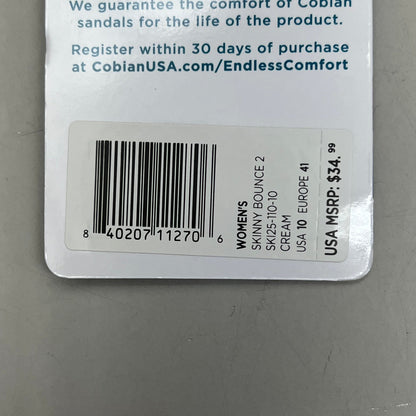 We guarantee the comfort of Cobian
sandals for the life of the product.
Register within 30 days of purchase
at CobianUSA.com/EndlessComfort
8 40207 11270 6
WOMEN'S
SKINNY BOUNCE 2
SKI25-110-10
CREAM
USA 10 EUROPE 41
USA MSRP: $34.99